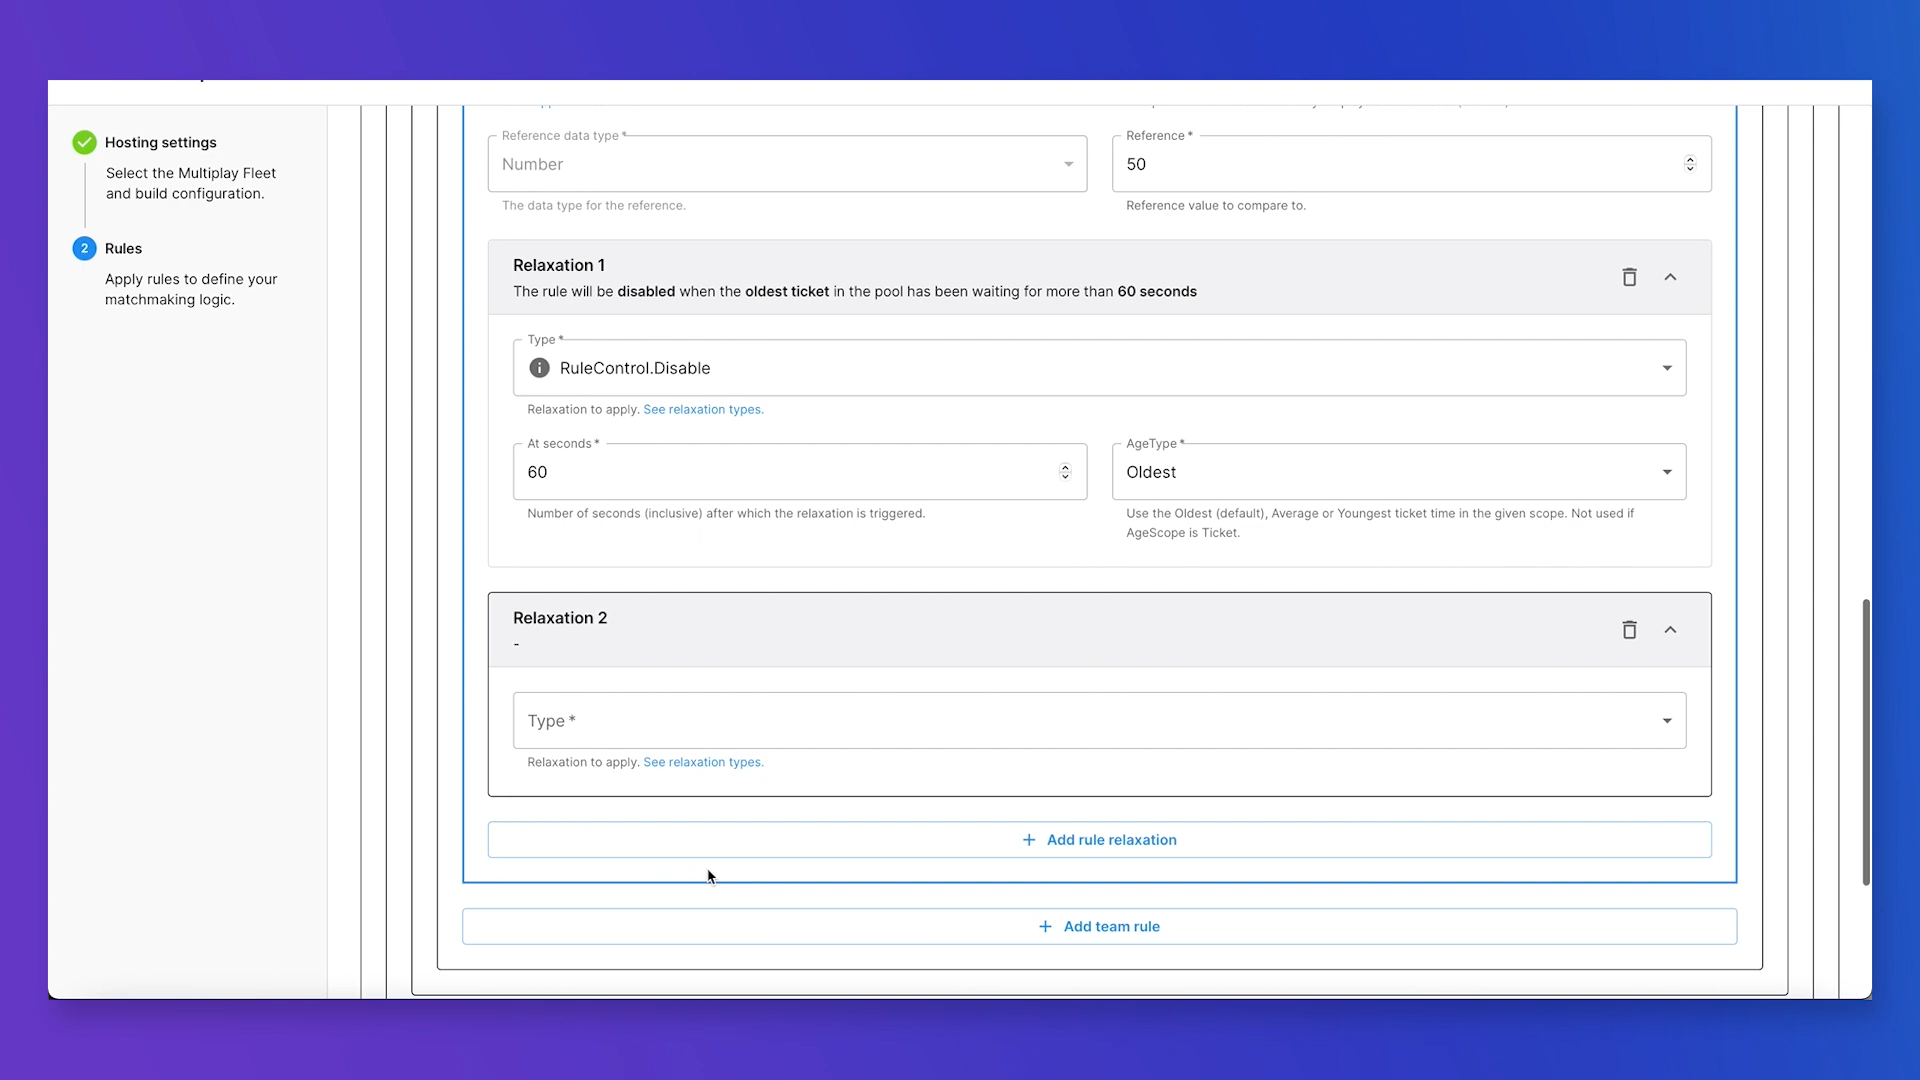 Hosting settings
Select the Multiplay Fleet
and build configuration.
2 Rules
Apply rules to define your
matchmaking logic.
Reference data type *
Number
The data type for the reference.
Reference *
50
Reference value to compare to.
Relaxation 1
The rule will be disabled when the oldest ticket in the pool has been waiting for more than 60 seconds
Type *
RuleControl.Disable
Relaxation to apply. See relaxation types.
At seconds *
60
Number of seconds (inclusive) after which the relaxation is triggered.
AgeType *
Oldest
Use the Oldest (default), Average or Youngest ticket time in the given scope. Not used if
AgeScope is Ticket.
Relaxation 2
-
Type *
Relaxation to apply. See relaxation types.
+ Add rule relaxation
+ Add team rule